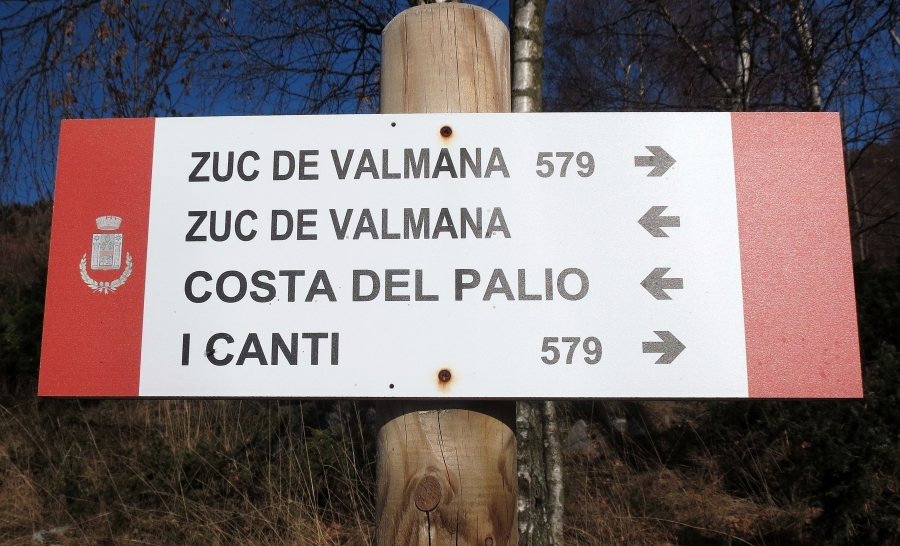 ZUC DE VALMANA 579 →
ZUC DE VALMANA ←
COSTA DEL PALIO ←
I CANTI 579 →